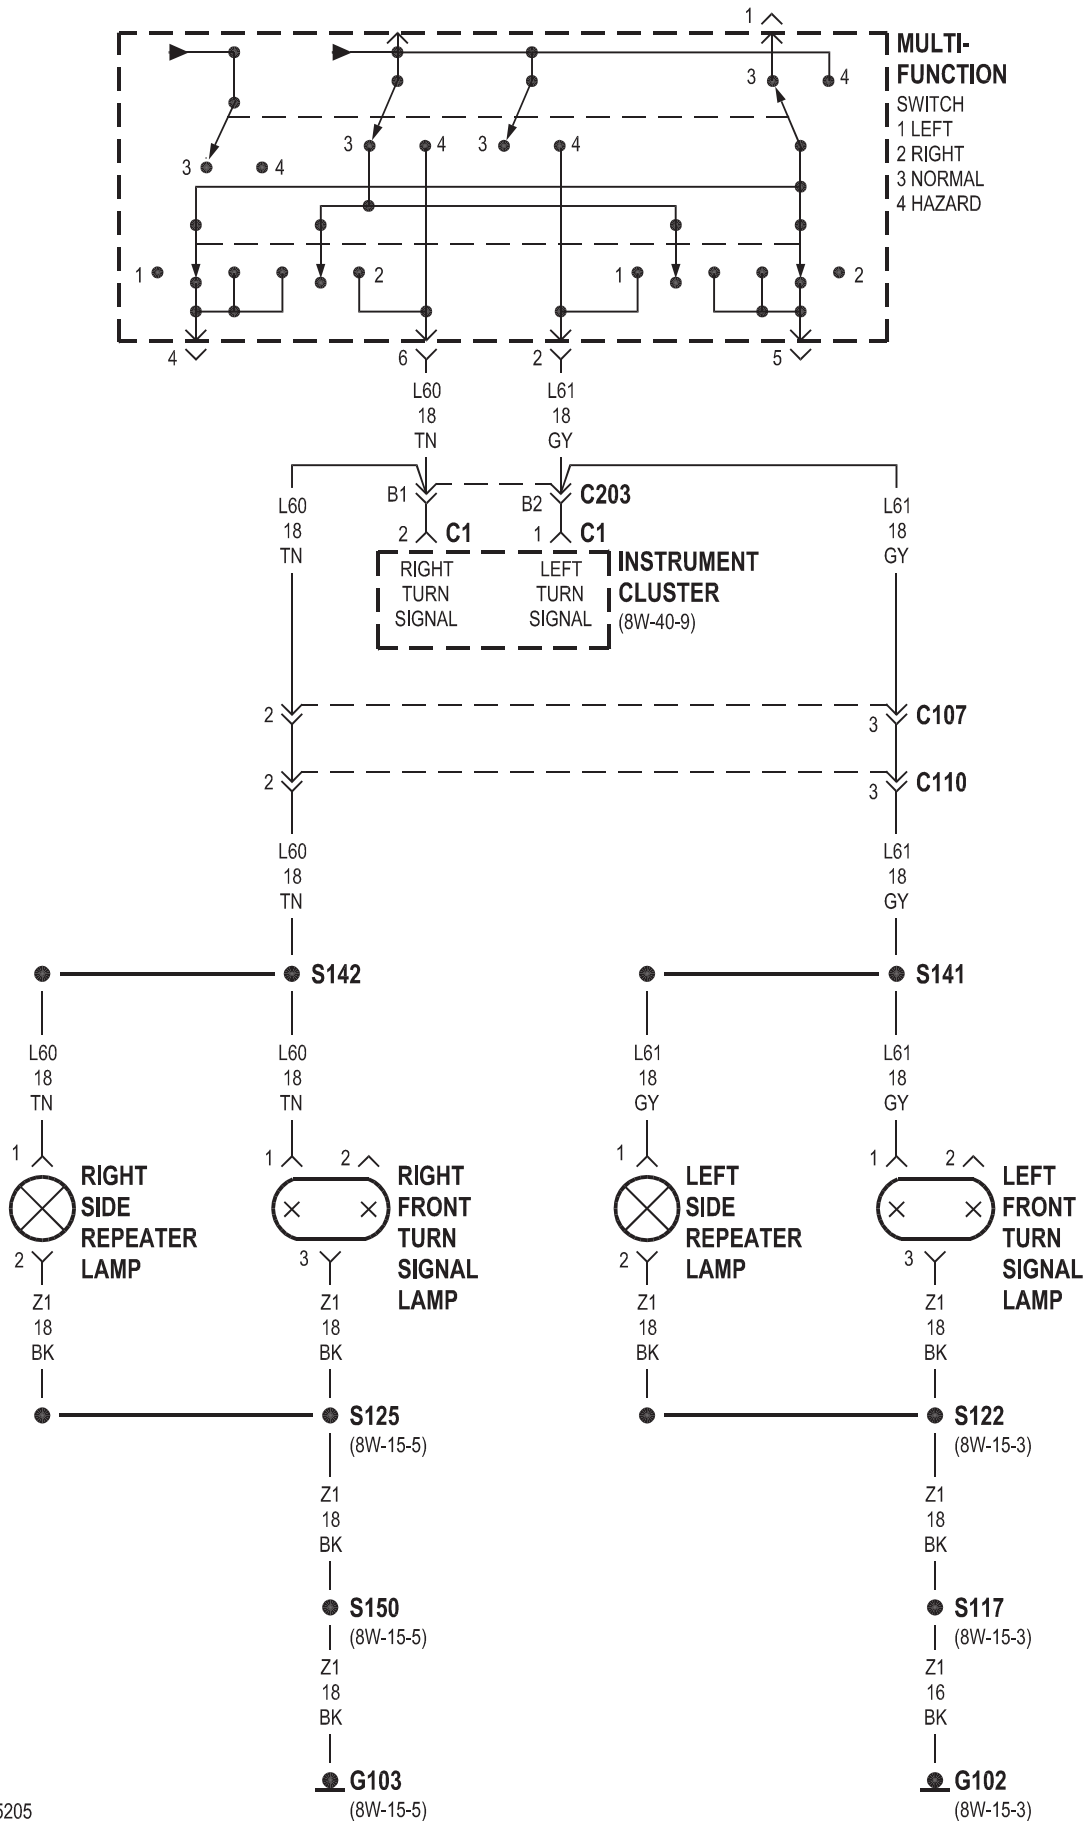 1
MULTI-
FUNCTION
SWITCH
1 LEFT
2 RIGHT
3 NORMAL
4 HAZARD
3 4
3 4 3 4
3 4
1 2 1 2
4 6 2 5
L60 L61
18 18
TN GY
B1 B2 C203
2 C1 1 C1
L60 L61
18 18
TN GY
RIGHT LEFT
TURN TURN
SIGNAL SIGNAL
INSTRUMENT
CLUSTER
(8W-40-9)
2 3 C107
2 3 C110
L60 L61
18 18
TN GY
S142 S141
L60 L60 L61 L61
18 18 18 18
TN TN GY GY
1 1 2 1 1 2
RIGHT
SIDE
REPEATER
LAMP
RIGHT
FRONT
TURN
SIGNAL
LAMP
LEFT
SIDE
REPEATER
LAMP
LEFT
FRONT
TURN
SIGNAL
LAMP
2 3 2 3
Z1 Z1 Z1 Z1
18 18 18 18
BK BK BK BK
S125 S122
(8W-15-5) (8W-15-3)
Z1 Z1
18 18
BK BK
S150 S117
(8W-15-5) (8W-15-3)
Z1 Z1
18 16
BK BK
G103 G102
(8W-15-5) (8W-15-3)
5205